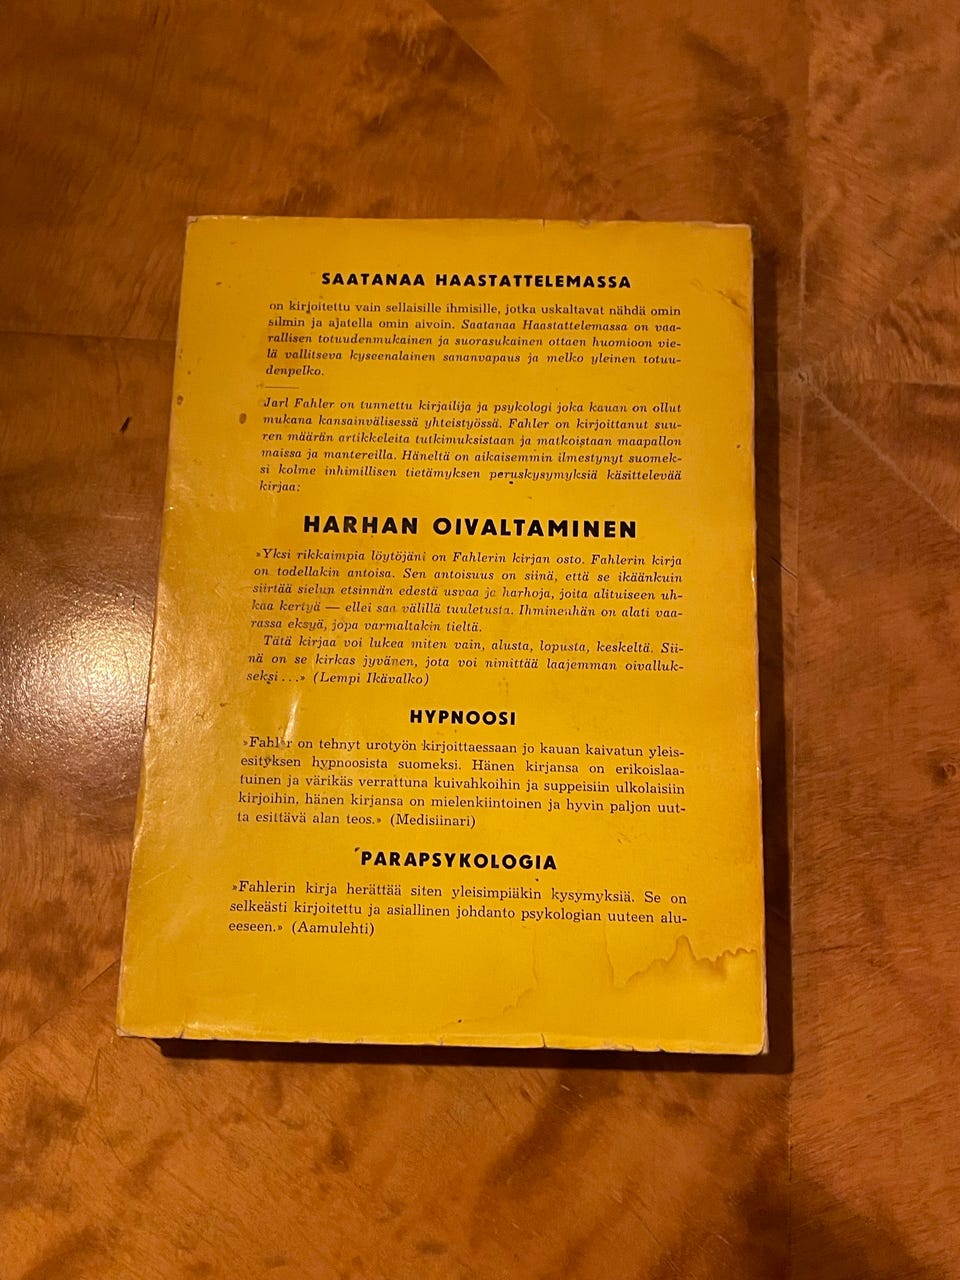 SAATANAA HAASTATTELEMASSA
on kirjoitettu vain sellaisille ihmisille, jotka uskaltavat nähdä omin
silmin ja ajatella omin aivoin. Saatanaa Haastattelemassa on vaa-
rallisen totuudenmukainen ja suorasukainen ottaen huomioon vie-
lä vallitseva kyseenalainen sananvapaus ja melko yleinen totuu-
denpelko.
Jarl Fahler on tunnettu kirjailija ja psykologi joka kauan on ollut
mukana kansainvälisessä yhteistyössä. Fahler on kirjoittanut suu-
ren määrän artikkeleita tutkimuksistaan ja matkoistaan maapallon
maissa ja mantereilla. Häneltä on aikaisemmin ilmestynyt suomek-
si kolme inhimillisen tietämyksen peruskysymyksiä käsittelevää
kirjaa:
HARHAN OIVALTAMINEN
»Yksi rikkaimpia löytöjäni on Fahlerin kirjan osto. Fahlerin kirja
on todellakin antoisa. Sen antoisuus on siinä, että se ikäänkuin
siirtää sielun etsinnän edestä usvaa ja harhoja, joita alituiseen uh-
kaa kertyä — ellei saa välillä tuuletusta. Ihminenhän on alati vaa-
rassa eksyä, jopa varmaltakin tieltä.
Tätä kirjaa voi lukea miten vain, alusta, lopusta, keskeltä. Sii-
nä on se kirkas jyvänen, jota voi nimittää laajemman oivalluk-
seksi...» (Lempi Ikävalko)
HYPNOOSI
»Fahler on tehnyt urotyön kirjoittaessaan jo kauan kaivatun yleis-
esityksen hypnoosista suomeksi. Hänen kirjansa on erikoislaa-
tuinen ja värikäs verrattuna kuivahkoihin ja suppeisiin ulkolaisiin
kirjoihin, hänen kirjansa on mielenkiintoinen ja hyvin paljon uut-
ta esittävä alan teos.» (Medisiinari)
PARAPSYKOLOGIA
»Fahlerin kirja herättää siten yleisimpiäkin kysymyksiä. Se on
selkeästi kirjoitettu ja asiallinen johdanto psykologian uuteen alu-
eeseen.» (Aamulehti)